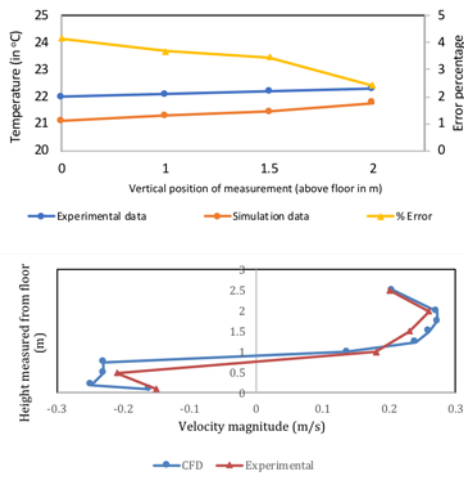 25
24
23
22
21
20
Temperature (in °C)
5
4
3
2
1
0
Error percentage
0 1 1.5 2
Vertical position of measurement (above floor in m)
Experimental data Simulation data % Error
3
2.5
2
1.5
1
0.5
0
Height measured from floor
(m)
-0.3 -0.2 -0.1 0 0.1 0.2 0.3
Velocity magnitude (m/s)
CFD Experimental